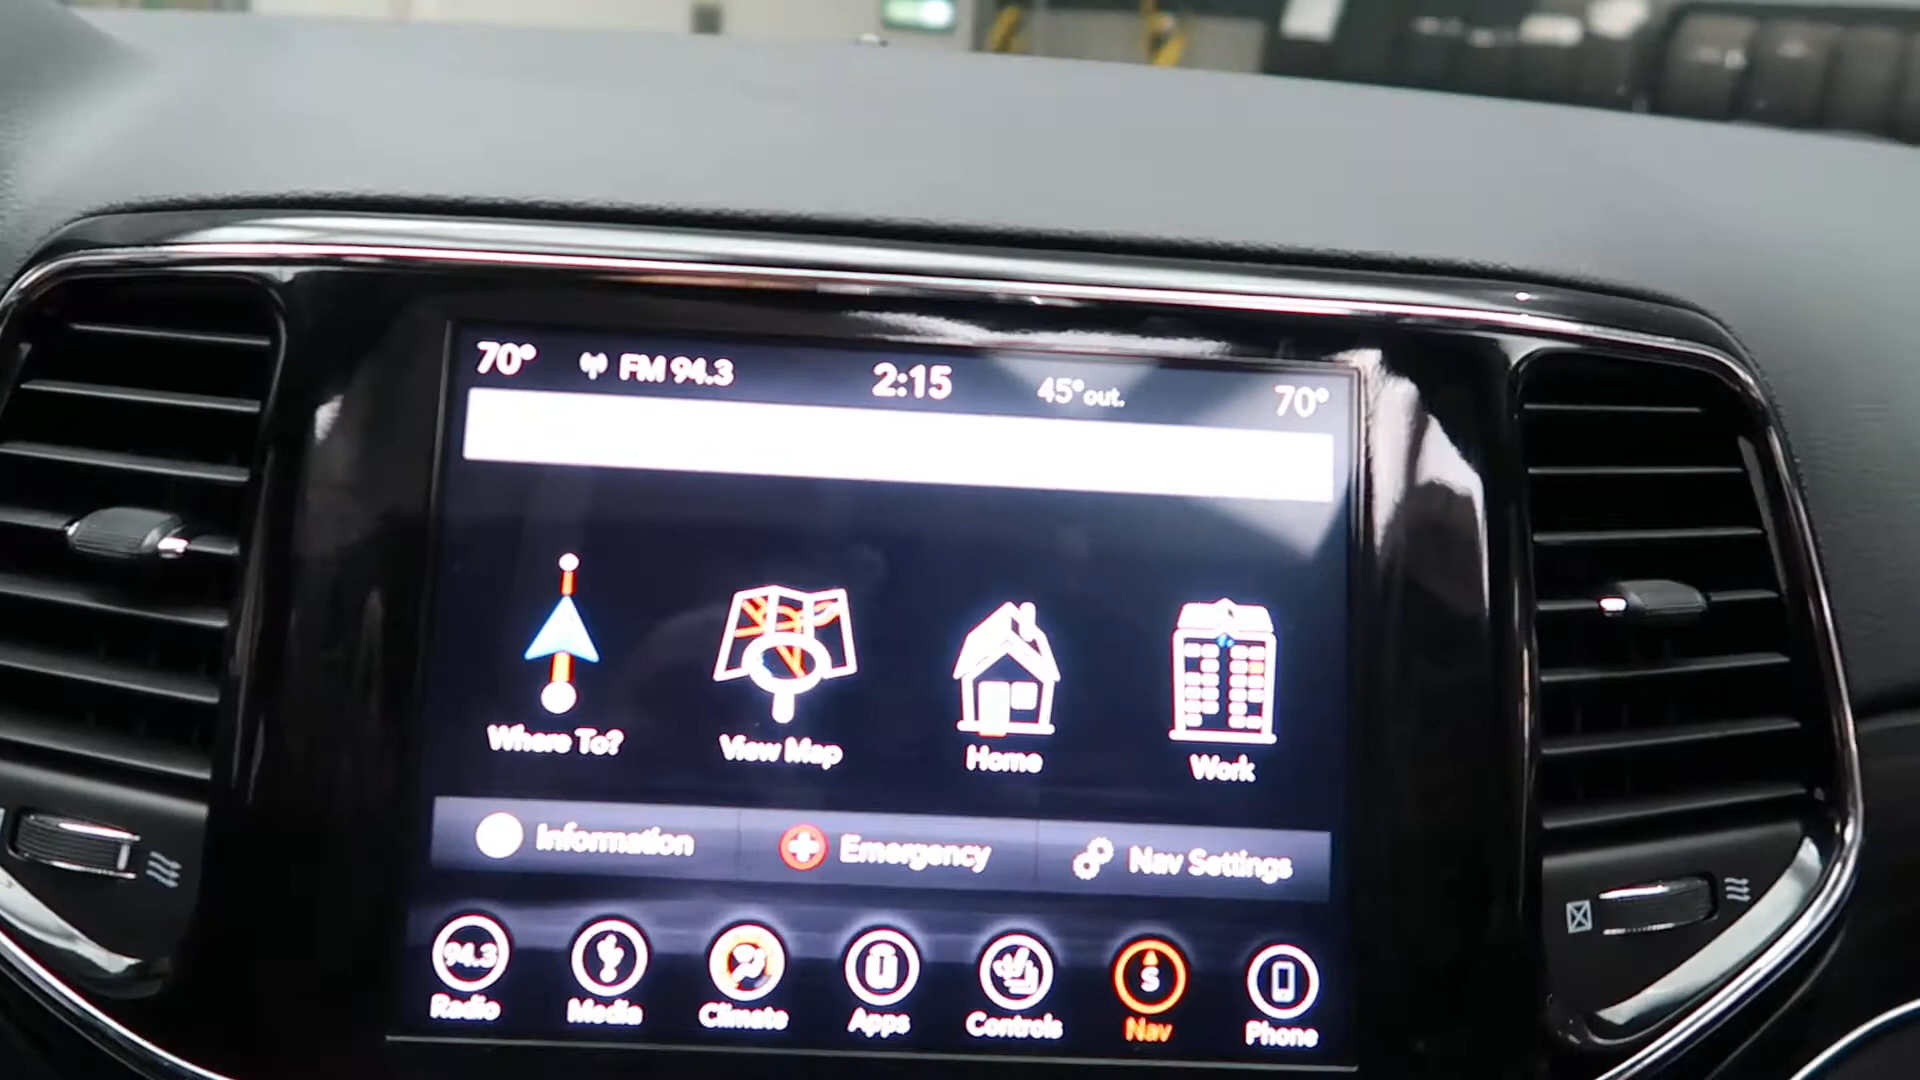 70° FM 94.3 2:15 45°out. 70°
Where To? View Map Home Work
Information Emergency Nav Settings
94.3 S
Radio Media Climate Apps Controls Nav Phone